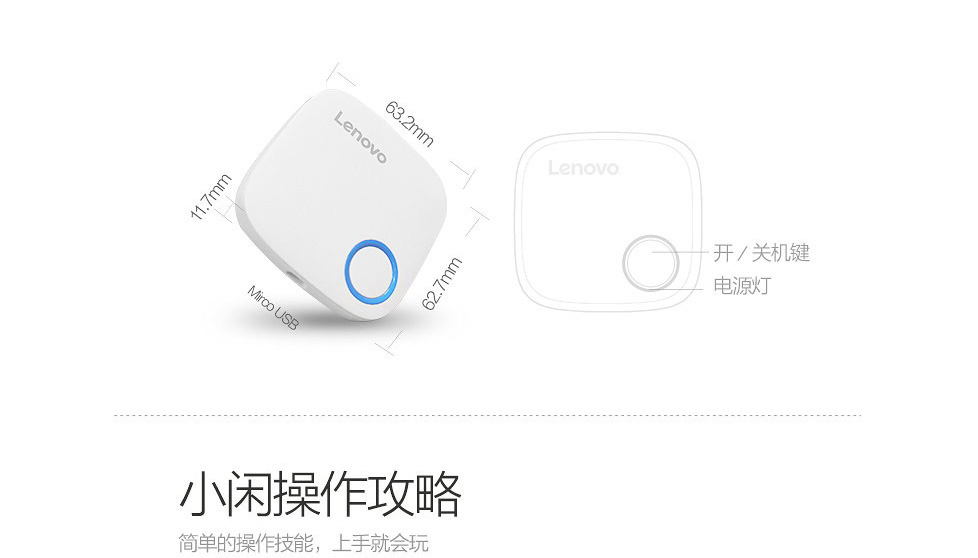 Lenovo
63.2mm
11.7mm
62.7mm
Mirco USB
Lenovo
开/关机键
电源灯
小闲操作攻略
简单的操作技能，上手就会玩